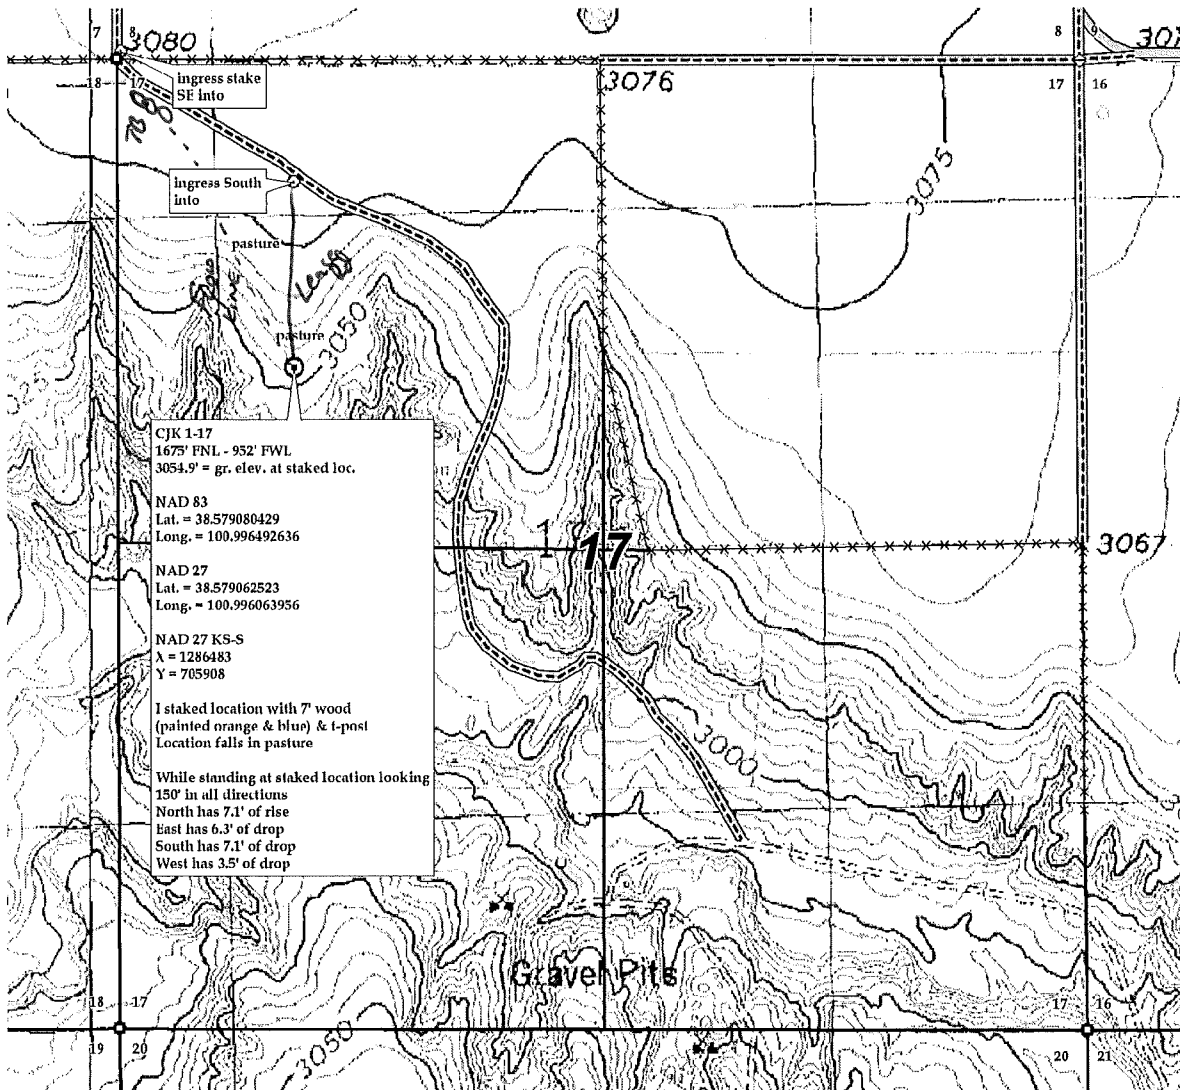 7 8
8 9
3080
ingress stake
SE into
18 17
3076
17 16
ingress South
into
3075
pasture
Flow
Line
pasture
3050
CJK 1-17
1675' FNL - 952' FWL
3054.9' = gr. elev. at staked loc.
NAD 83
Lat. = 38.579080429
Long. = 100.996492636
NAD 27
Lat. = 38.579062523
Long. = 100.996063956
NAD 27 KS-S
X = 1286483
Y = 705908
I staked location with 7' wood
(painted orange & blue) & t-post
Location falls in pasture
While standing at staked location looking
150' in all directions
North has 7.1' of rise
East has 6.3' of drop
South has 7.1' of drop
West has 3.5' of drop
17
3067
3000
Gravel Pits
18 17
17 16
19 20
3050
20 21